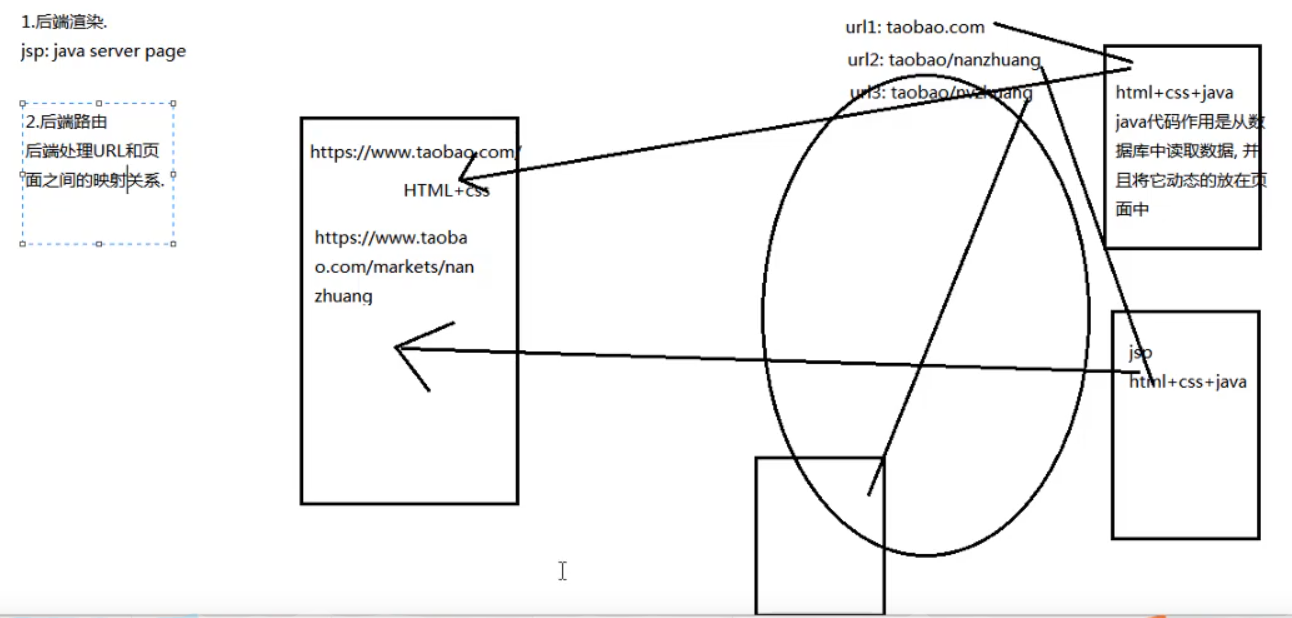 1.后端渲染.
jsp: java server page
2.后端路由
后端处理URL和页
面之间的映射关系.
https://www.taobao.com/
HTML+css
https://www.taoba
o.com/markets/nan
zhuang
url1: taobao.com
url2: taobao/nanzhuang
url3: taobao/nvzhuang
html+css+java
java代码作用是从数
据库中读取数据, 并
且将它动态的放在页
面中
jsp
html+css+java